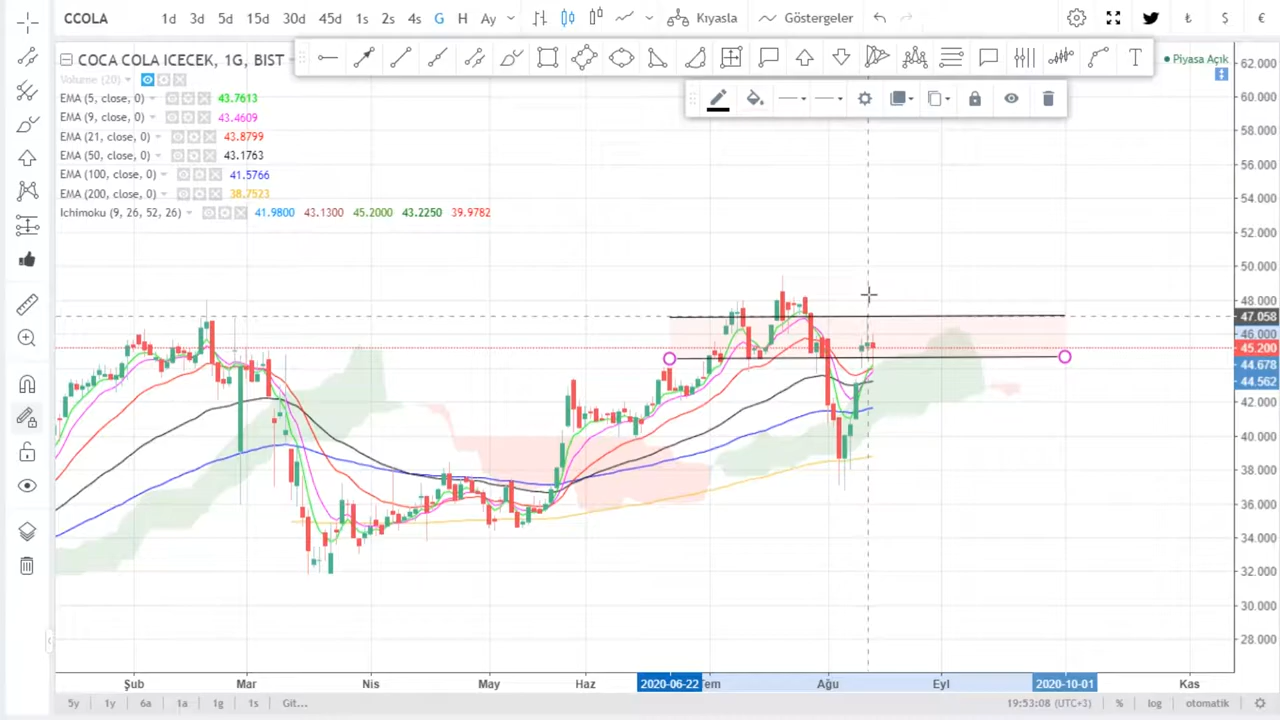 CCOLA 1d 3d 5d 15d 30d 45d 1s 2s 4s G H Ay Kıyasla Göstergeler ₺ $ €
COCA COLA ICECEK, 1G, BIST
Piyasa Açık
Volume (20)
EMA (5, close, 0) 43.7613
EMA (9, close, 0) 43.4609
EMA (21, close, 0) 43.8799
EMA (50, close, 0) 43.1763
EMA (100, close, 0) 41.5766
EMA (200, close, 0) 38.7523
Ichimoku (9, 26, 52, 26) 41.9800 43.1300 45.2000 43.2250 39.9782
62.000
60.000
58.000
56.000
54.000
52.000
50.000
48.000
47.058
46.000
45.200
44.678
44.562
42.000
40.000
38.000
36.000
34.000
32.000
30.000
28.000
Şub Mar Nis May Haz 2020-06-22 Tem Ağu Eyl 2020-10-01 Kas
5y 1y 6a 1a 1g 1s Git... 19:53:08 (UTC+3) % log otomatik